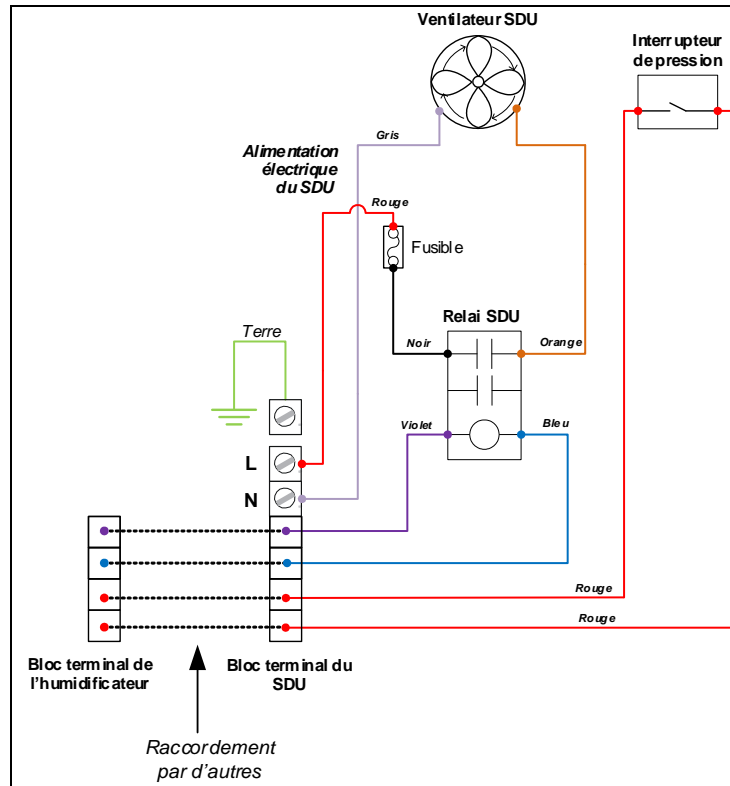 Ventilateur SDU
Interrupteur
de pression
Gris
Alimentation
électrique
du SDU
Rouge
Fusible
Relai SDU
Terre
Noir
Orange
Violet
Bleu
L
N
Rouge
Rouge
Bloc terminal de
l'humidificateur
Bloc terminal du
SDU
Raccordement
par d'autres